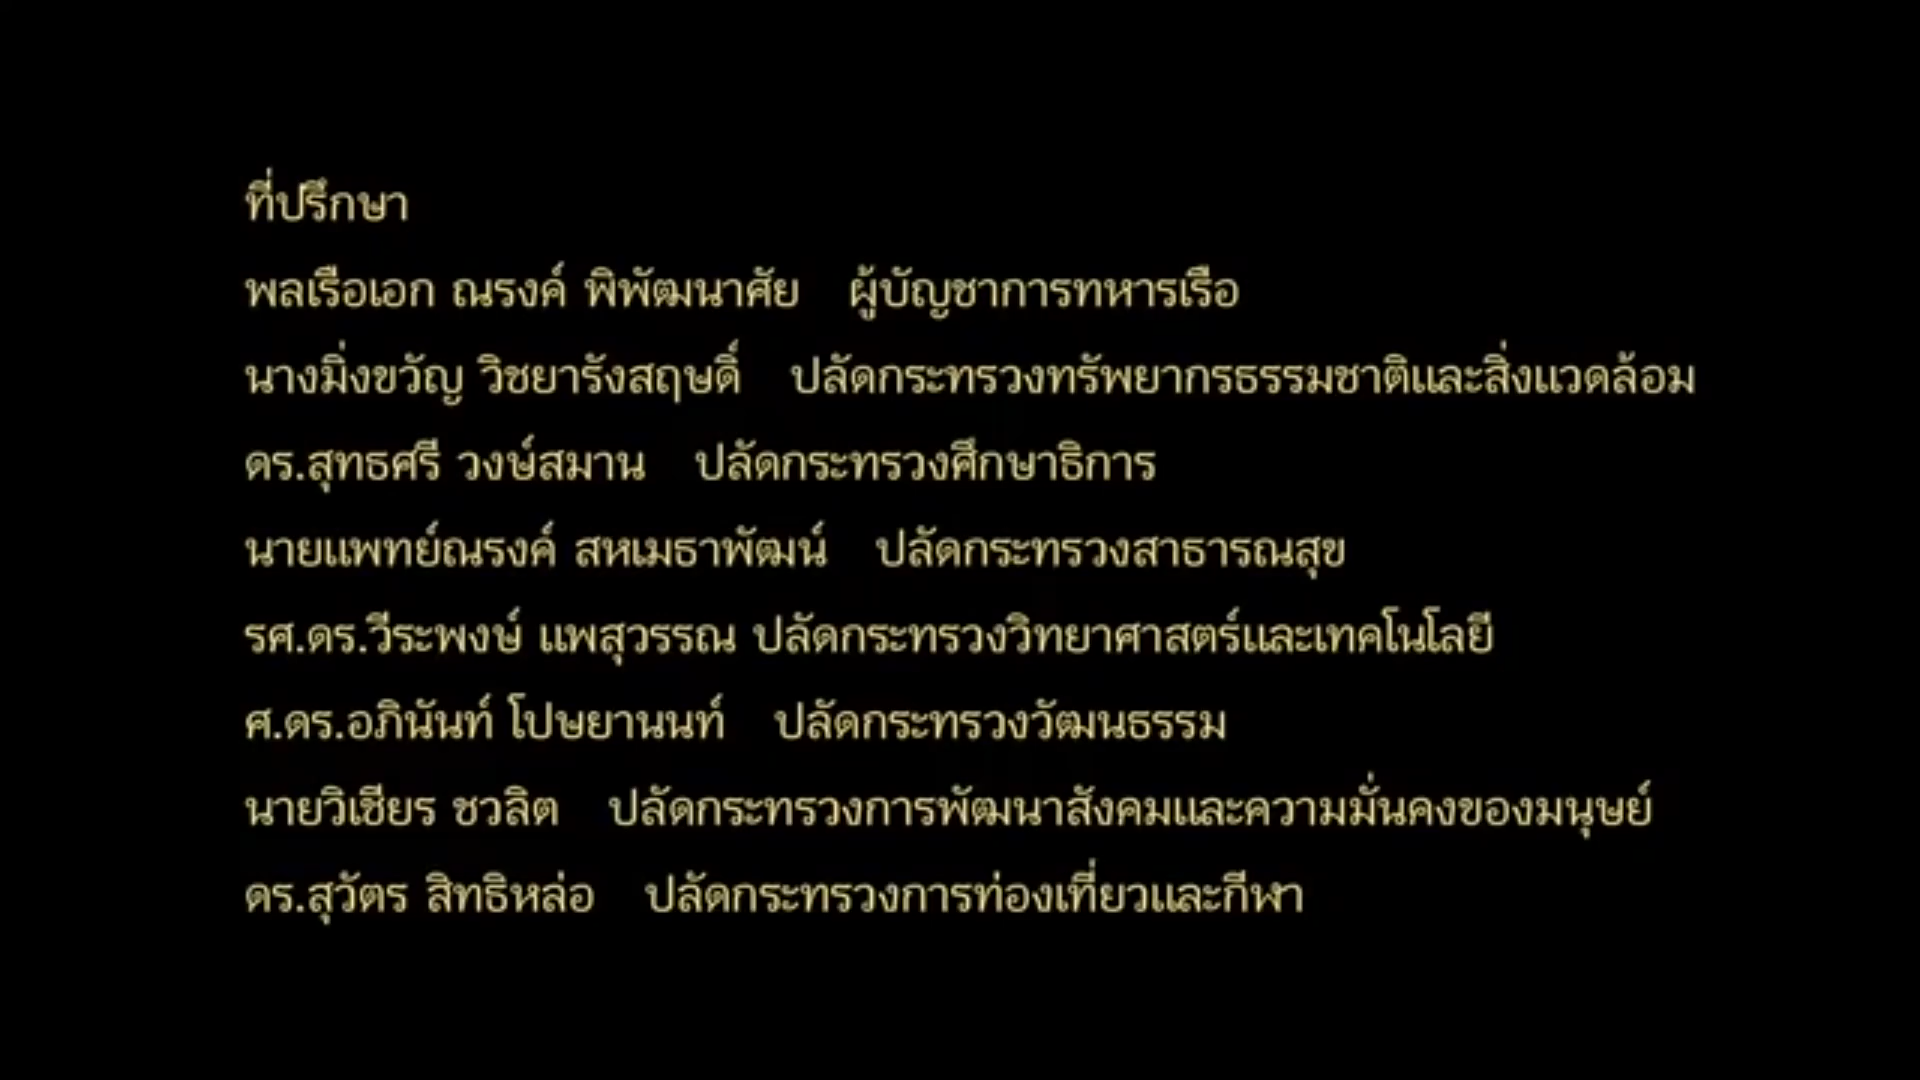 ที่ปรึกษา
พลเรือเอก ณรงค์ พิพัฒนาศัย ผู้บัญชาการทหารเรือ
นางมิ่งขวัญ วิชยารังสฤษดิ์ ปลัดกระทรวงทรัพยากรธรรมชาติและสิ่งแวดล้อม
ดร.สุทธศรี วงษ์สมาน ปลัดกระทรวงศึกษาธิการ
นายแพทย์ณรงค์ สหเมธาพัฒน์ ปลัดกระทรวงสาธารณสุข
รศ.ดร.วีระพงษ์ แพสุวรรณ ปลัดกระทรวงวิทยาศาสตร์และเทคโนโลยี
ศ.ดร.อภินันท์ โปษยานนท์ ปลัดกระทรวงวัฒนธรรม
นายวิเชียร ชวลิต ปลัดกระทรวงการพัฒนาสังคมและความมั่นคงของมนุษย์
ดร.สุวัตร สิทธิหล่อ ปลัดกระทรวงการท่องเที่ยวและกีฬา